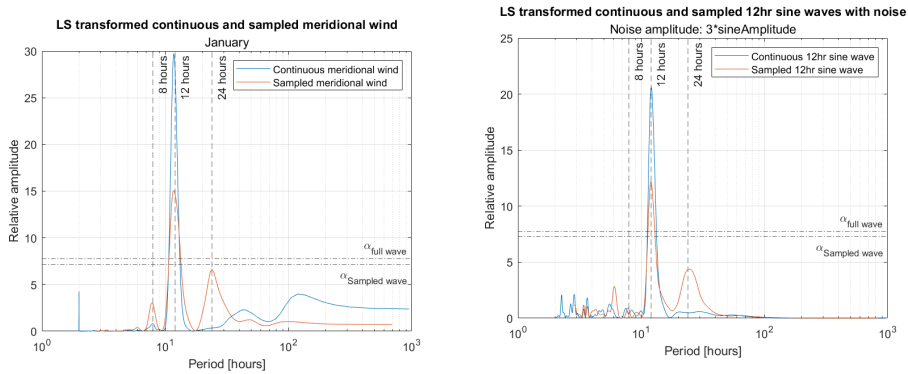 LS transformed continuous and sampled meridional wind
January
30
25
20
15
10
5
0
Relative amplitude
8 hours
12 hours
24 hours
Continuous meridional wind
Sampled meridional wind
α full wave
α Sampled wave
10^0
10^1
10^2
10^3
Period [hours]
LS transformed continuous and sampled 12hr sine waves with noise
Noise amplitude: 3*sineAmplitude
25
20
15
10
5
0
Relative amplitude
8 hours
12 hours
24 hours
Continuous 12hr sine wave
Sampled 12hr sine wave
α full wave
α Sampled wave
10^0
10^1
10^2
10^3
Period [hours]